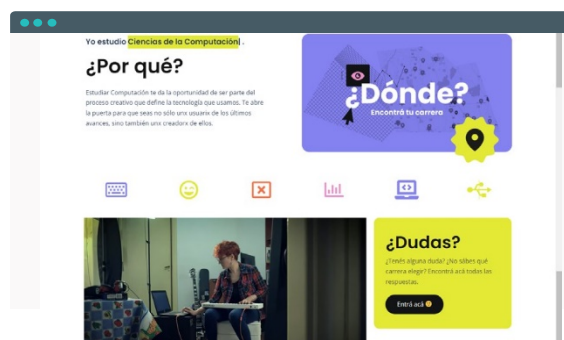 Yo estudio Ciencias de la Computación .
¿Por qué?
Estudiar Computación te da la oportunidad de ser parte del
proceso creativo que define la tecnología que usamos. Te abre
la puerta para que seas no sólo unx usuarix de los últimos
avances, sino también unx creadorx de ellos.
¿Dónde?
Encontrá tu carrera
¿Dudas?
¿Tenés alguna duda? ¿No sábes qué
carrera elegir? Encontrá acá todas las
respuestas.
Entrá acá